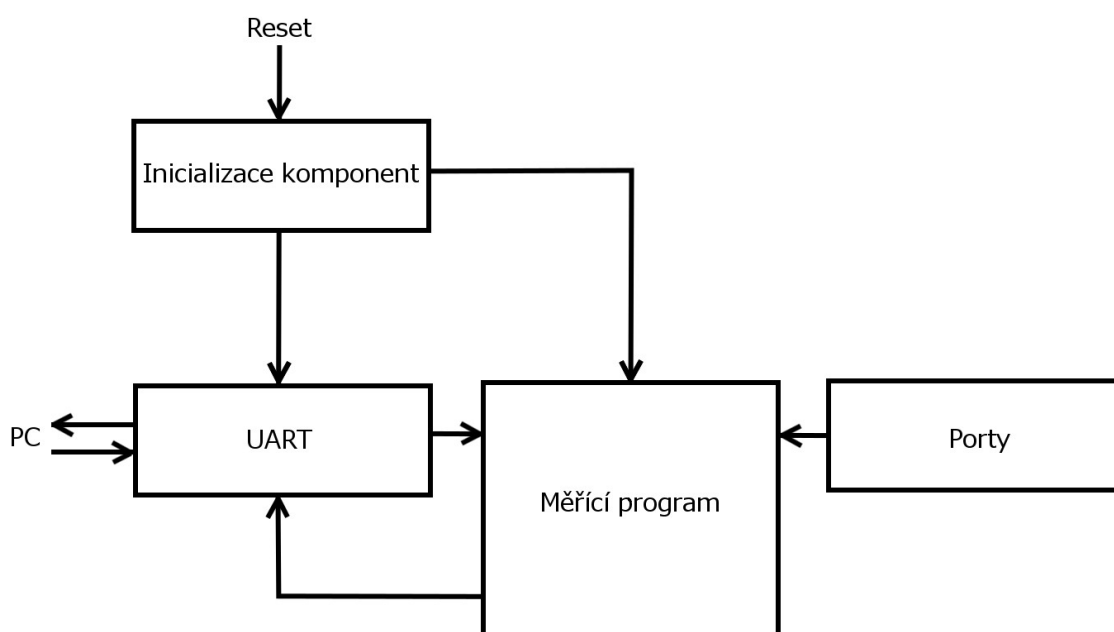 Reset
Inicializace komponent
PC
UART
Porty
Měřící program